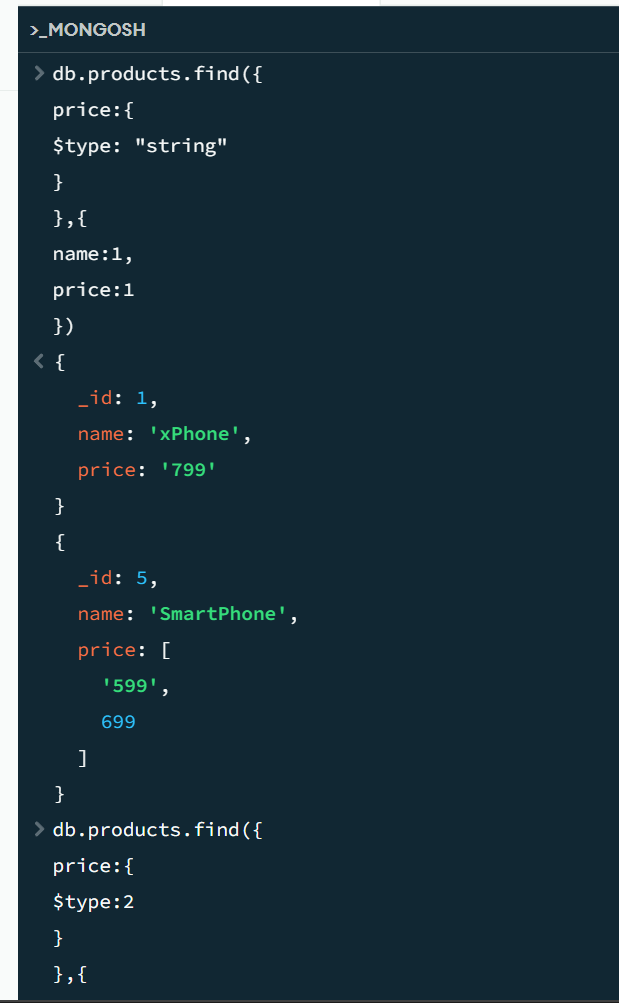 >_MONGOSH
> db.products.find({
price:{
$type: "string"
}
},{
name:1,
price:1
})
< {
_id: 1,
name: 'xPhone',
price: '799'
}
{
_id: 5,
name: 'SmartPhone',
price: [
'599',
699
]
}
> db.products.find({
price:{
$type:2
}
},{